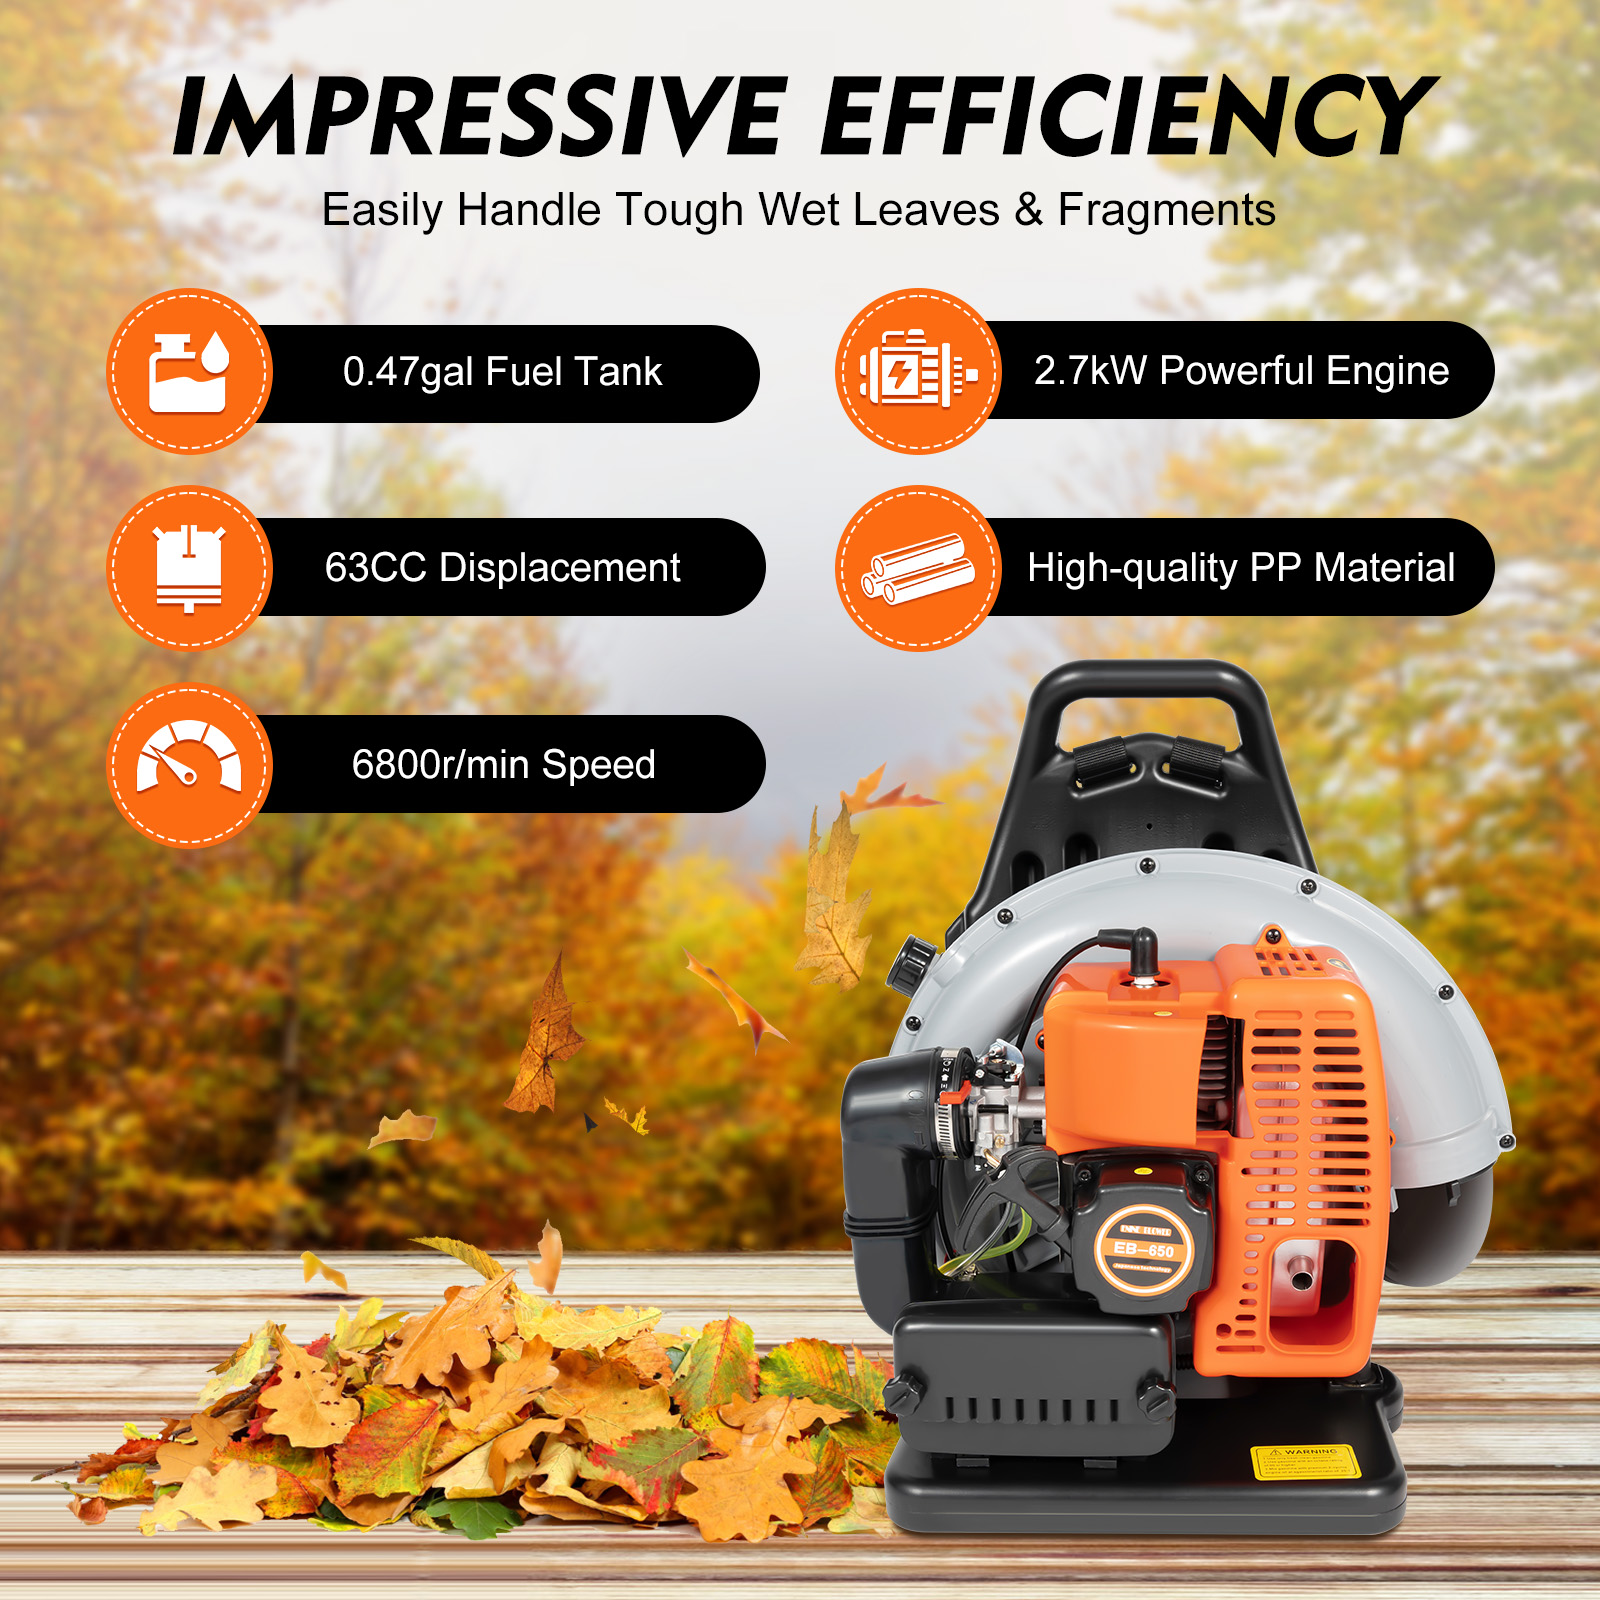 IMPRESSIVE EFFICIENCY
Easily Handle Tough Wet Leaves & Fragments
0.47gal Fuel Tank
2.7kW Powerful Engine
63CC Displacement
High-quality PP Material
6800r/min Speed
EB-650
WARNING